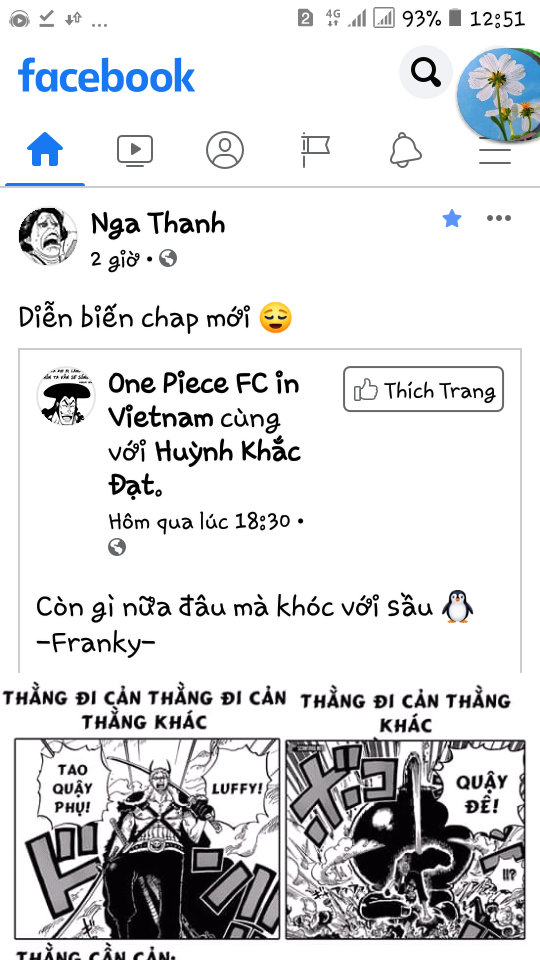 2 4G 93% 12:51
facebook
Nga Thanh
2 giờ •
Diễn biến chap mới 😌
One Piece FC in
Vietnam cùng
với Huỳnh Khắc
Đạt.
Thích Trang
Hôm qua lúc 18:30 •
Còn gì nữa đâu mà khóc với sầu 🐧
-Franky-
THẰNG ĐI CẢN THẰNG ĐI CẢN
THẰNG KHÁC
THẰNG ĐI CẢN THẰNG
KHÁC
TAO
QUẬY
PHỤ!
LUFFY!
QUẬY
ĐÊ!
!!?
ドン
THẰNG CẦN CẢN: